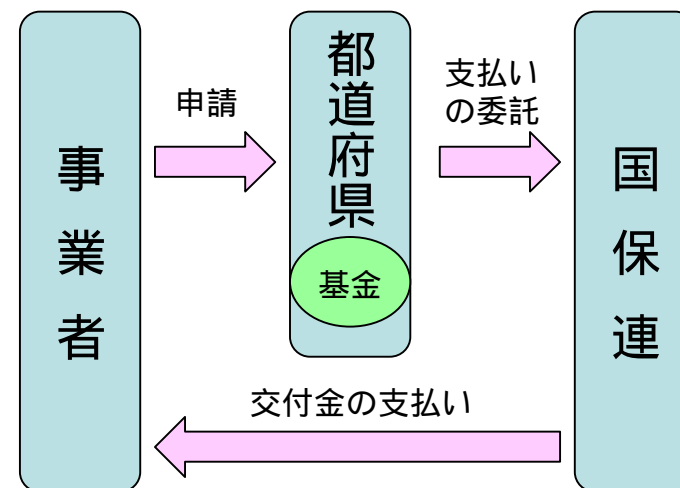 事業者
申請
都道府県
基金
支払い
の委託
国保連
交付金の支払い